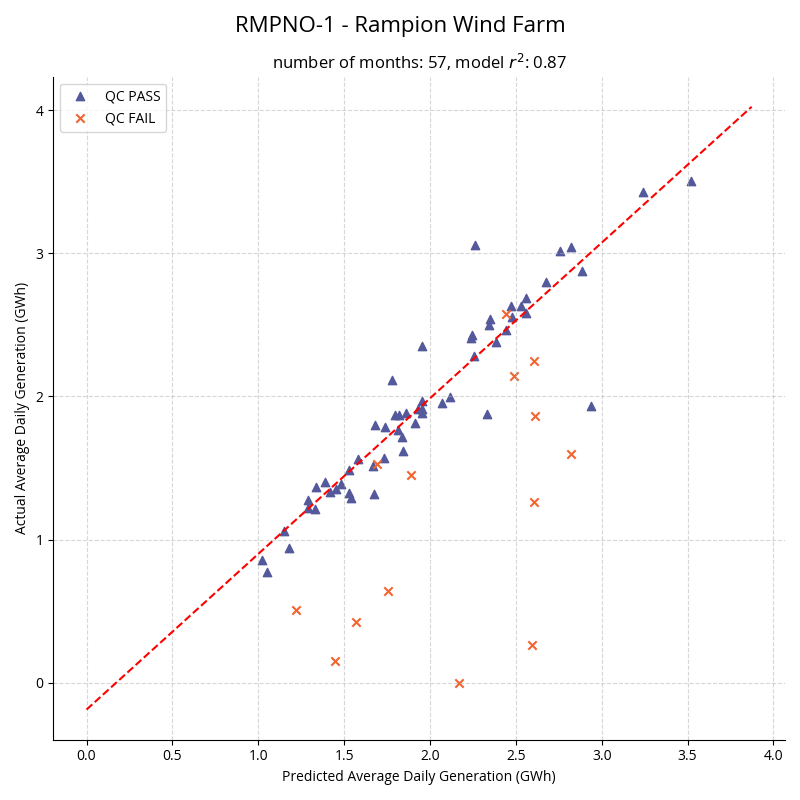 RMPNO-1 - Rampion Wind Farm
number of months: 57, model r²: 0.87
QC PASS
QC FAIL
4
3
2
1
0
Actual Average Daily Generation (GWh)
0.0 0.5 1.0 1.5 2.0 2.5 3.0 3.5 4.0
Predicted Average Daily Generation (GWh)